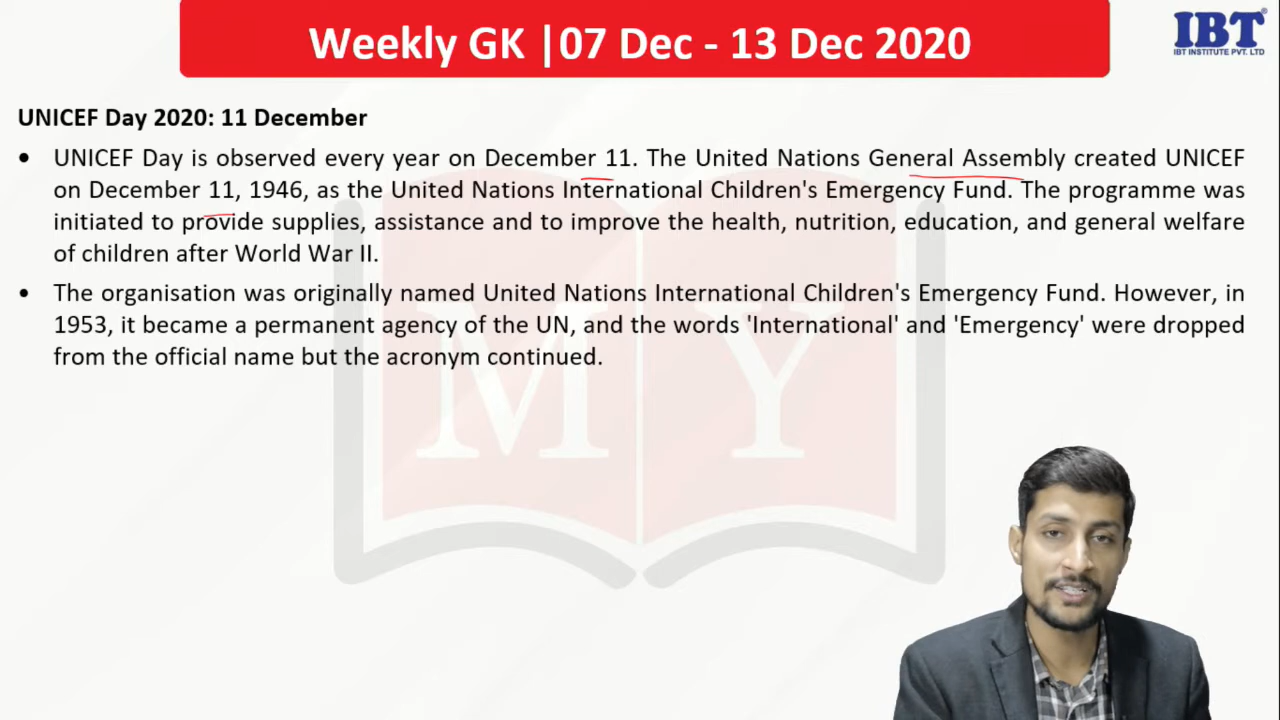 Weekly GK |07 Dec - 13 Dec 2020
IBT
IBT INSTITUTE PVT. LTD
UNICEF Day 2020: 11 December
• UNICEF Day is observed every year on December 11. The United Nations General Assembly created UNICEF
on December 11, 1946, as the United Nations International Children's Emergency Fund. The programme was
initiated to provide supplies, assistance and to improve the health, nutrition, education, and general welfare
of children after World War II.
• The organisation was originally named United Nations International Children's Emergency Fund. However, in
1953, it became a permanent agency of the UN, and the words 'International' and 'Emergency' were dropped
from the official name but the acronym continued.
M Y